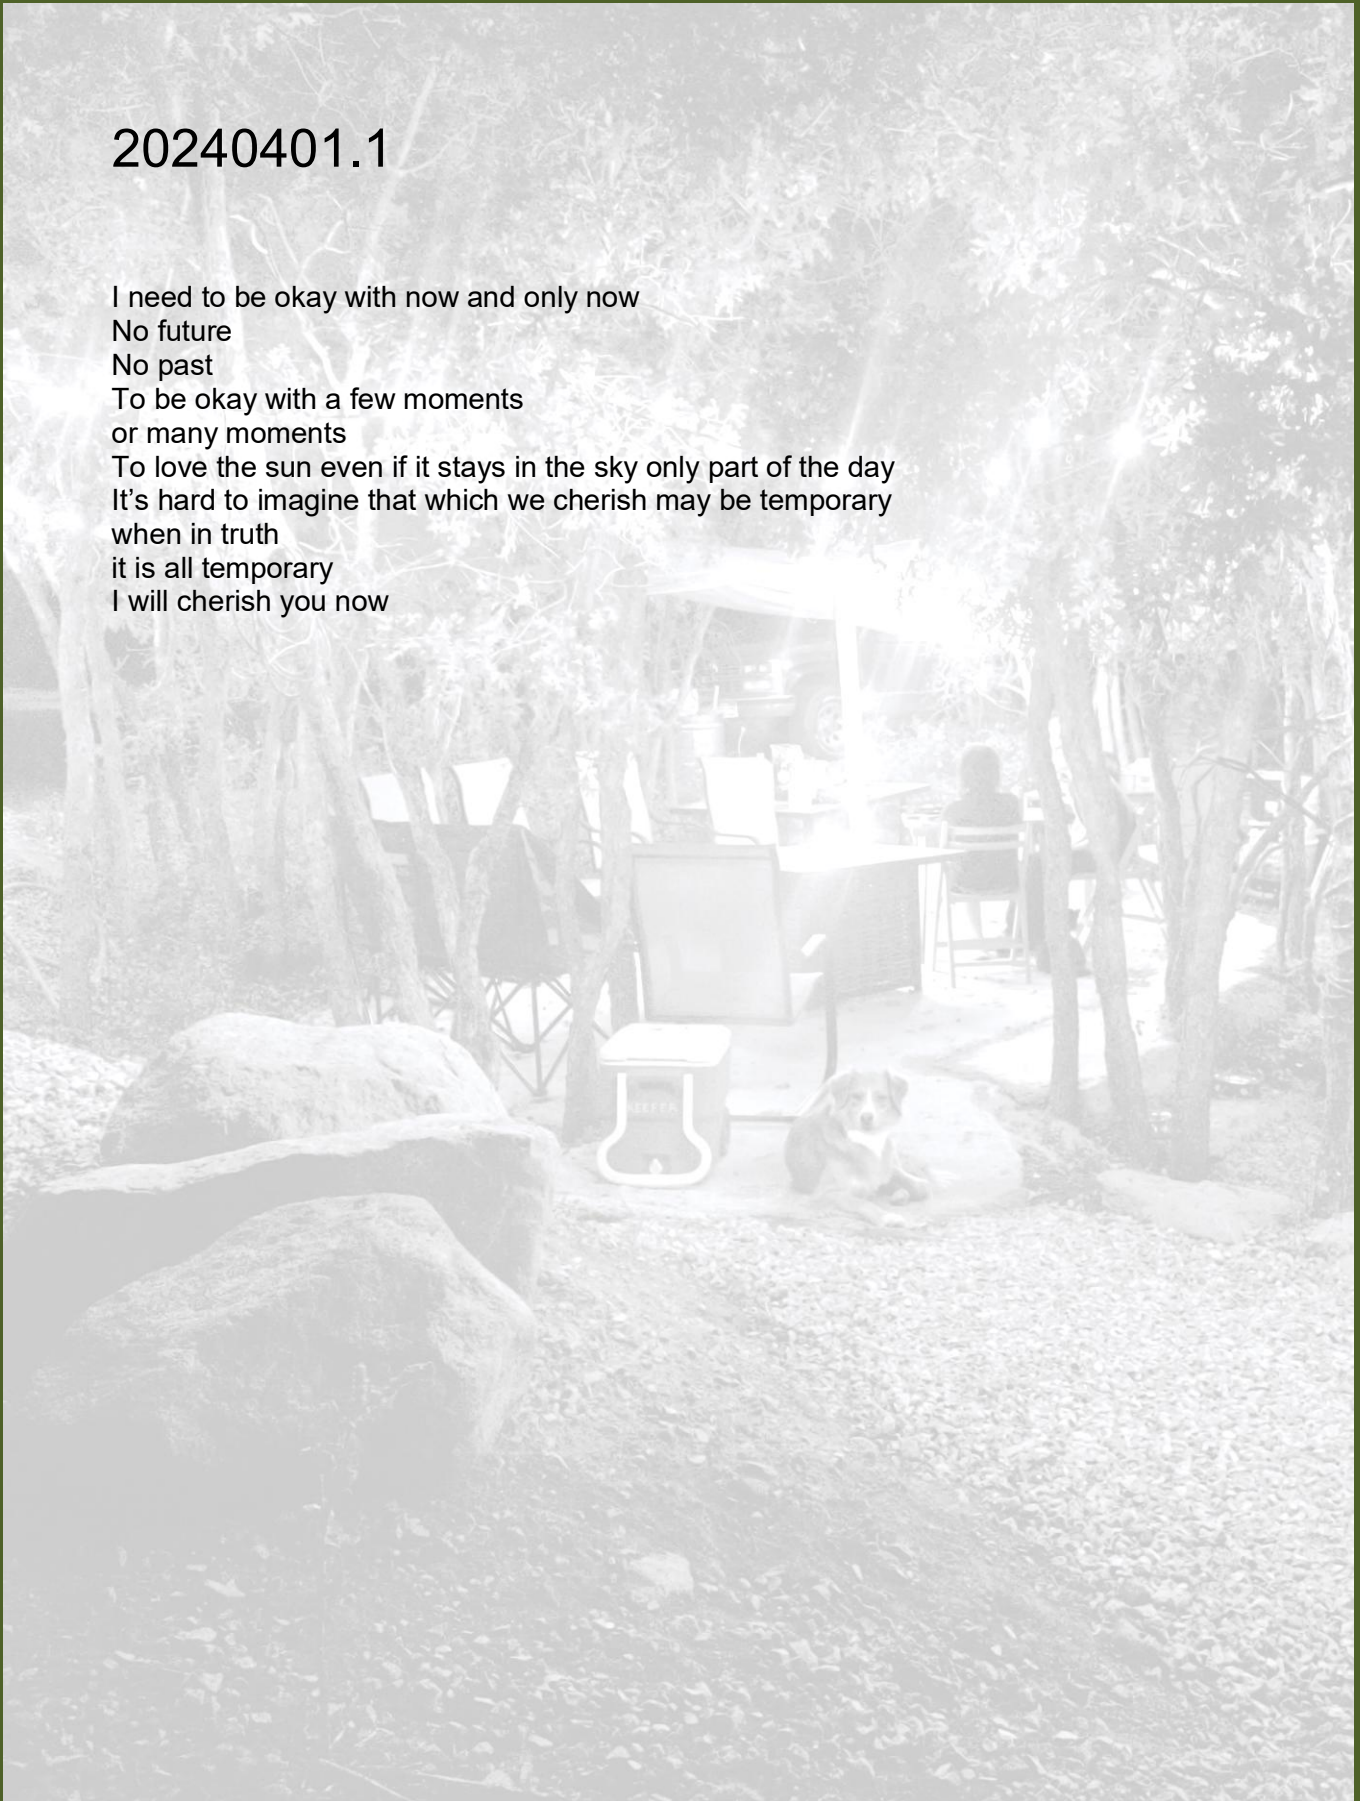 20240401.1
I need to be okay with now and only now
No future
No past
To be okay with a few moments
or many moments
To love the sun even if it stays in the sky only part of the day
It’s hard to imagine that which we cherish may be temporary
when in truth
it is all temporary
I will cherish you now